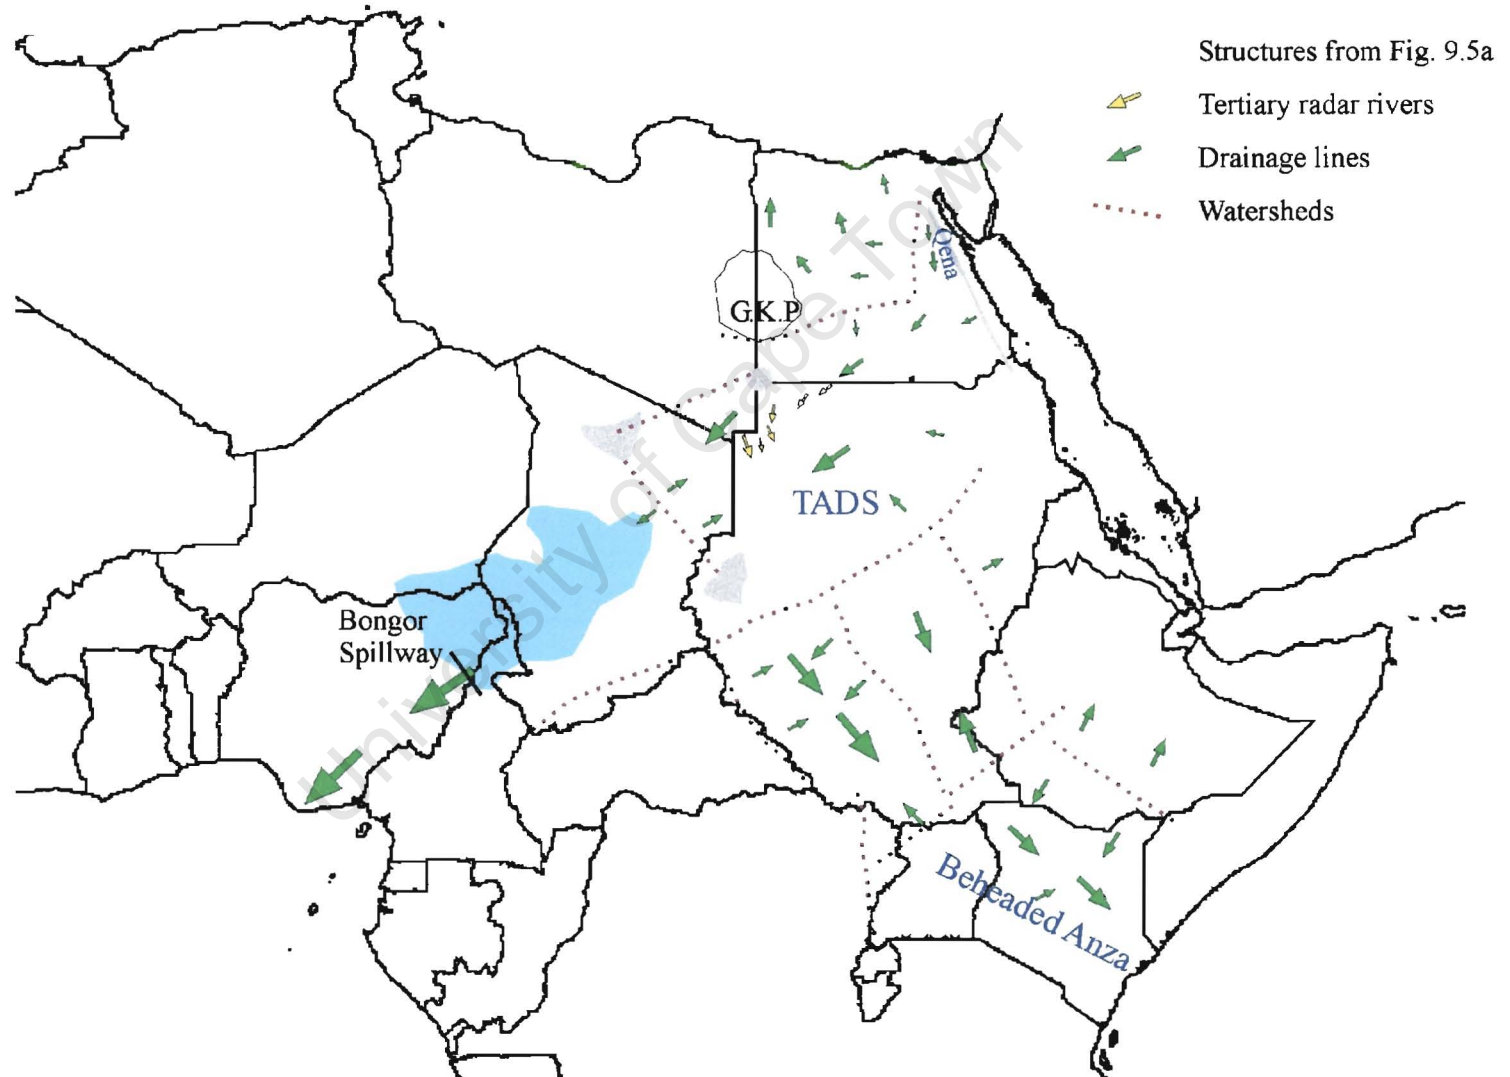 Structures from Fig. 9.5a
Tertiary radar rivers
Drainage lines
Watersheds
Qena
G.K.P
TADS
Bongor
Spillway
Beheaded Anza
University of Cape Town